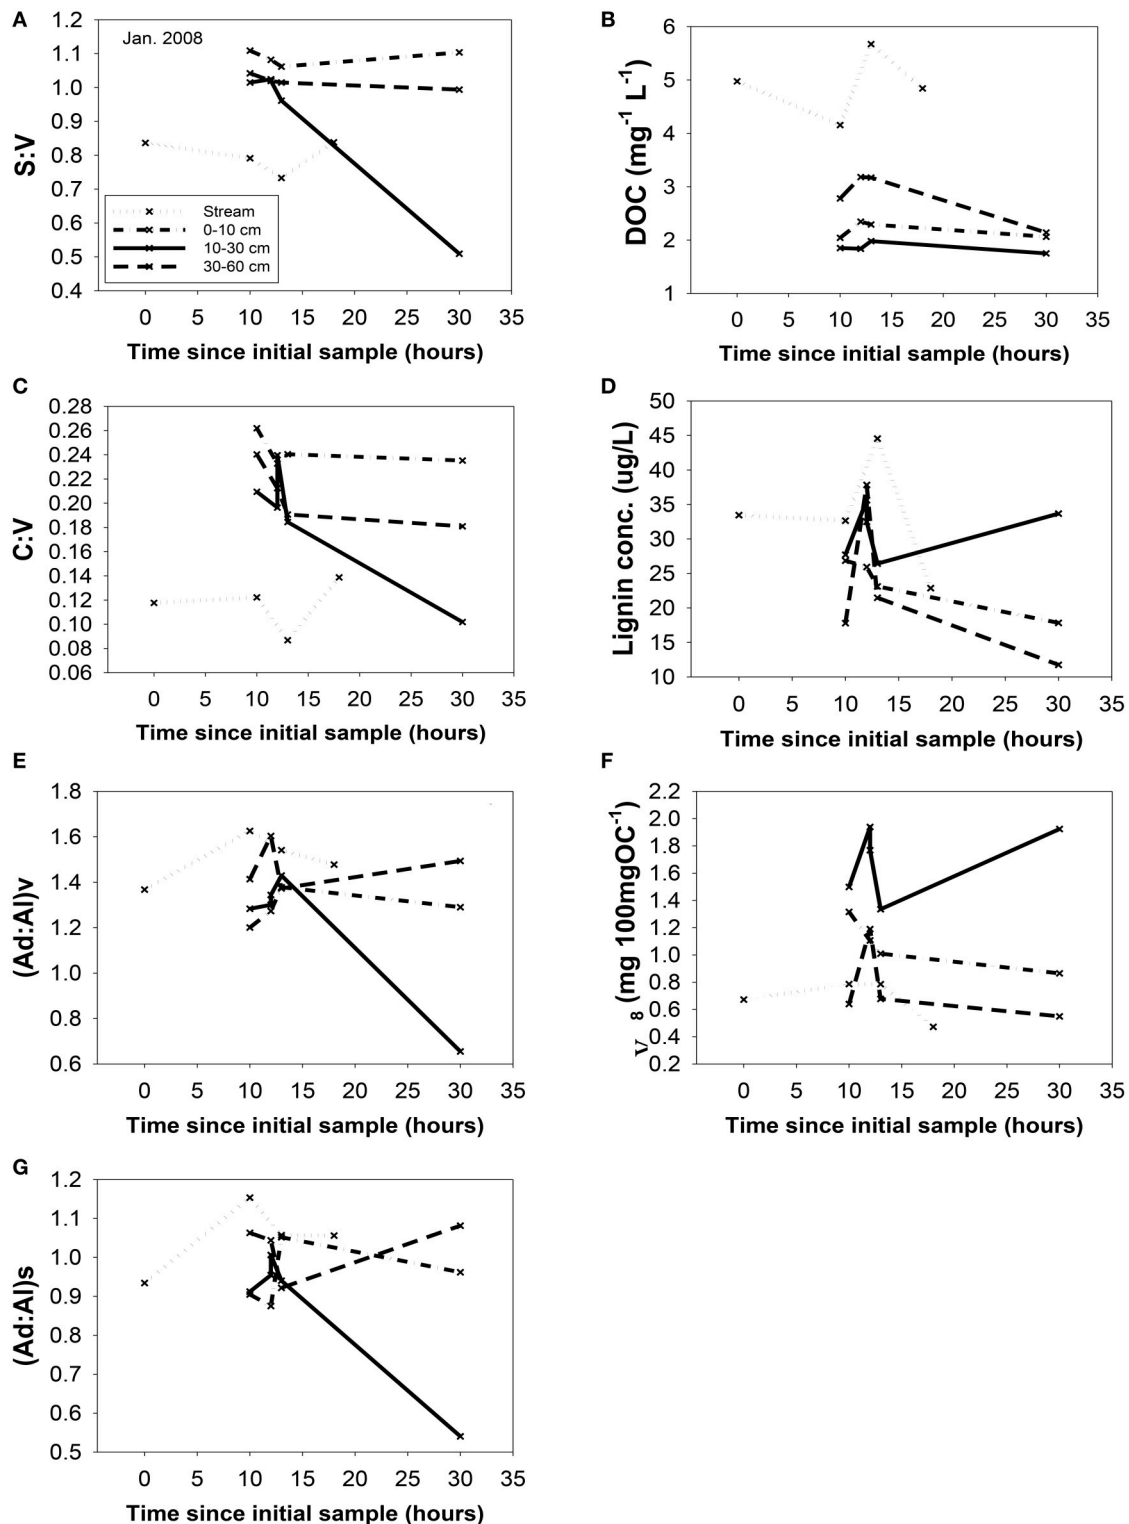 A
1.2
1.1
1.0
0.9
0.8
0.7
0.6
0.5
0.4
S:V
Jan. 2008
Stream
0-10 cm
10-30 cm
30-60 cm
0 5 10 15 20 25 30 35
Time since initial sample (hours)
B
6
5
4
3
2
1
DOC (mg⁻¹ L⁻¹)
0 5 10 15 20 25 30 35
Time since initial sample (hours)
C
0.28
0.26
0.24
0.22
0.20
0.18
0.16
0.14
0.12
0.10
0.08
0.06
C:V
0 5 10 15 20 25 30 35
Time since initial sample (hours)
D
50
45
40
35
30
25
20
15
10
Lignin conc. (ug/L)
0 5 10 15 20 25 30 35
Time since initial sample (hours)
E
1.8
1.6
1.4
1.2
1.0
0.8
0.6
(Ad:Al)v
0 5 10 15 20 25 30 35
Time since initial sample (hours)
F
2.2
2.0
1.8
1.6
1.4
1.2
1.0
0.8
0.6
0.4
0.2
8 (mg 100mgOC⁻¹)
0 5 10 15 20 25 30 35
Time since initial sample (hours)
G
1.2
1.1
1.0
0.9
0.8
0.7
0.6
0.5
(Ad:Al)s
0 5 10 15 20 25 30 35
Time since initial sample (hours)